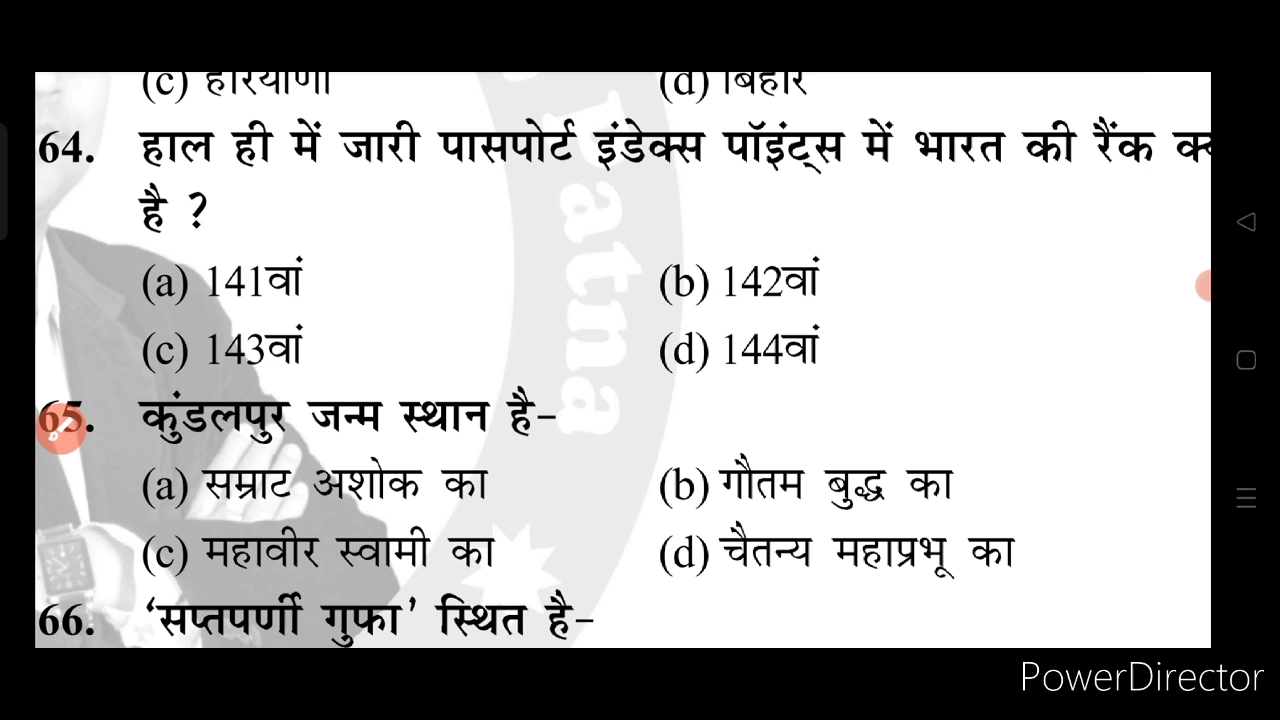 (c) हरियाणा (d) बिहार
64. हाल ही में जारी पासपोर्ट इंडेक्स पॉइंट्स में भारत की रैंक
है ?
(a) 141वां (b) 142वां
(c) 143वां (d) 144वां
65. कुंडलपुर जन्म स्थान है-
(a) सम्राट अशोक का (b) गौतम बुद्ध का
(c) महावीर स्वामी का (d) चैतन्य महाप्रभू का
66. ‘सप्तपर्णी गुफा’ स्थित है-
Patna
PowerDirector